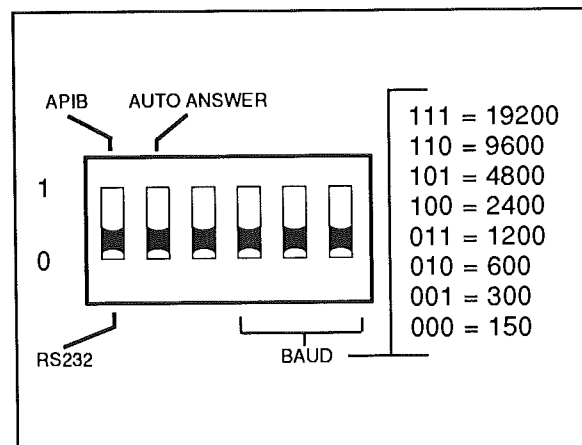 APIB
AUTO ANSWER
1
0
RS232
BAUD
111 = 19200
110 = 9600
101 = 4800
100 = 2400
011 = 1200
010 = 600
001 = 300
000 = 150